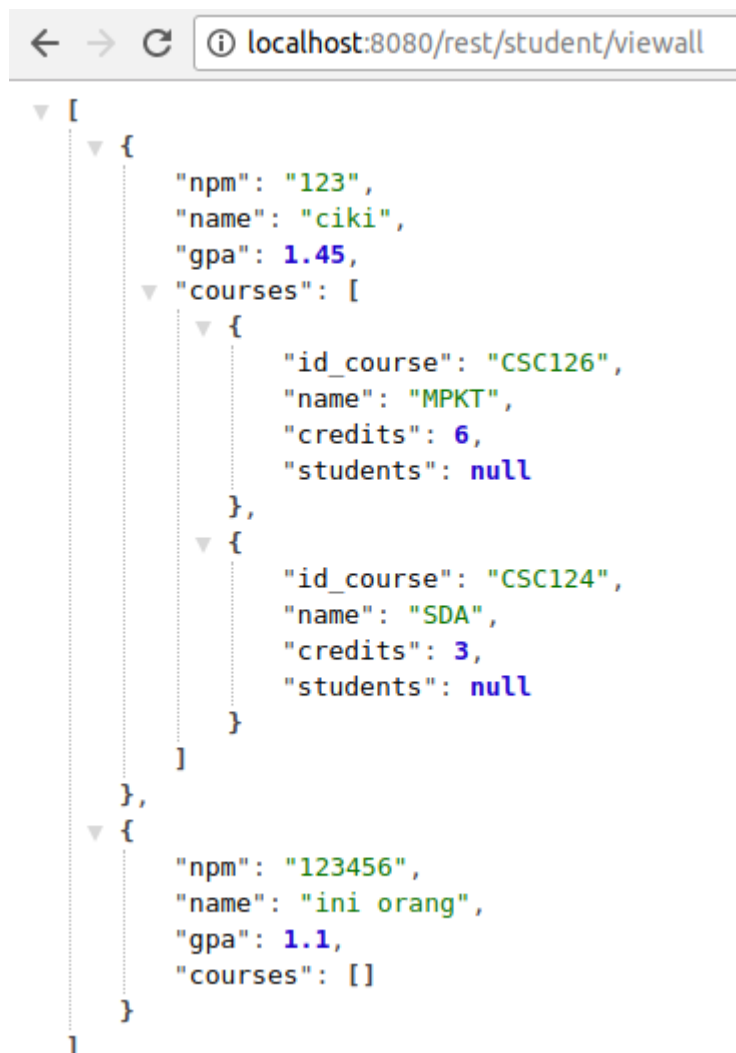 localhost:8080/rest/student/viewall
[
{
"npm": "123",
"name": "ciki",
"gpa": 1.45,
"courses": [
{
"id_course": "CSC126",
"name": "MPKT",
"credits": 6,
"students": null
},
{
"id_course": "CSC124",
"name": "SDA",
"credits": 3,
"students": null
}
]
},
{
"npm": "123456",
"name": "ini orang",
"gpa": 1.1,
"courses": []
}
]